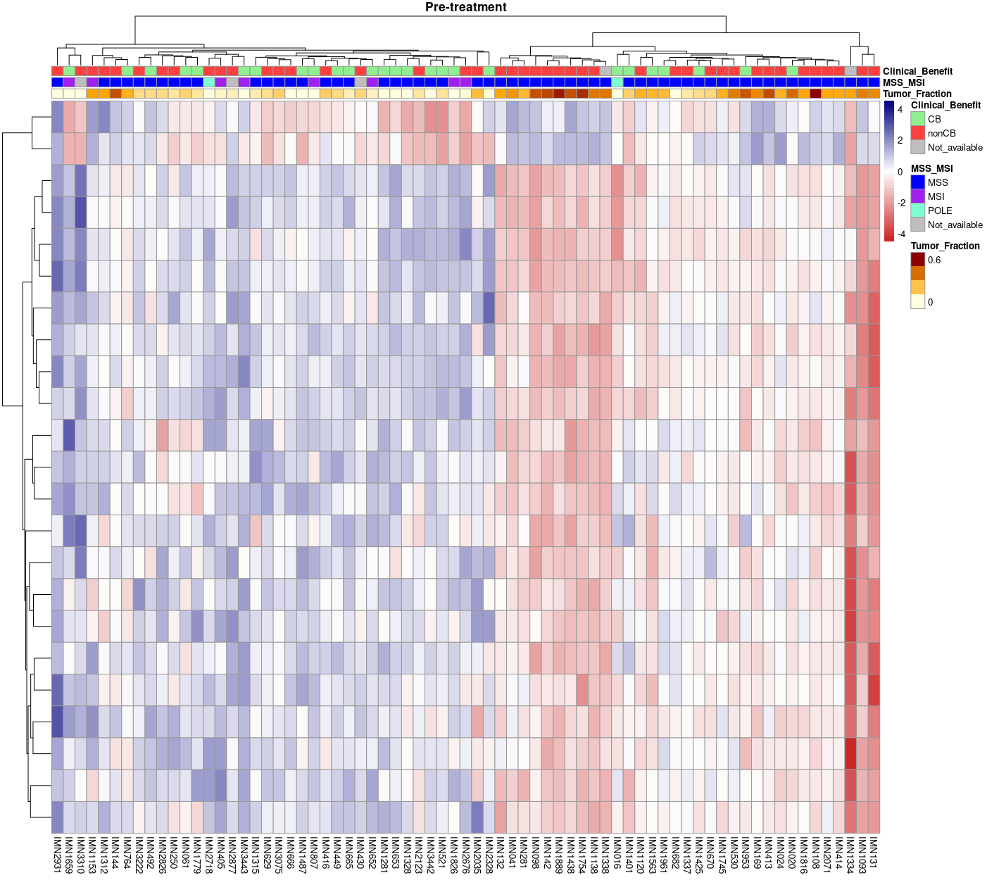 Pre-treatment
Clinical_Benefit
MSS_MSI
Tumor_Fraction
4
2
0
-2
-4
Clinical_Benefit
CB
nonCB
Not_available
MSS_MSI
MSS
MSI
POLE
Not_available
Tumor_Fraction
0.6
0
IMN2931
IMN1659
IMN3310
IMN1153
IMN1312
IMN144
IMN764
IMN3222
IMN492
IMN2826
IMN250
IMN061
IMN1779
IMN2718
IMN405
IMN2877
IMN3443
IMN1315
IMN629
IMN3075
IMN666
IMN1487
IMN807
IMN416
IMN449
IMN665
IMN430
IMN652
IMN1281
IMN653
IMN1328
IMN2123
IMN3442
IMN521
IMN1826
IMN2676
IMN2035
IMN2328
IMN132
IMN041
IMN281
IMN098
IMN142
IMN1889
IMN1438
IMN1754
IMN1138
IMN1338
IMN016
IMN1401
IMN1120
IMN1563
IMN1961
IMN682
IMN1337
IMN1425
IMN670
IMN1745
IMN530
IMN953
IMN169
IMN413
IMN024
IMN020
IMN1816
IMN108
IMN2071
IMN414
IMN1334
IMN1093
IMN131